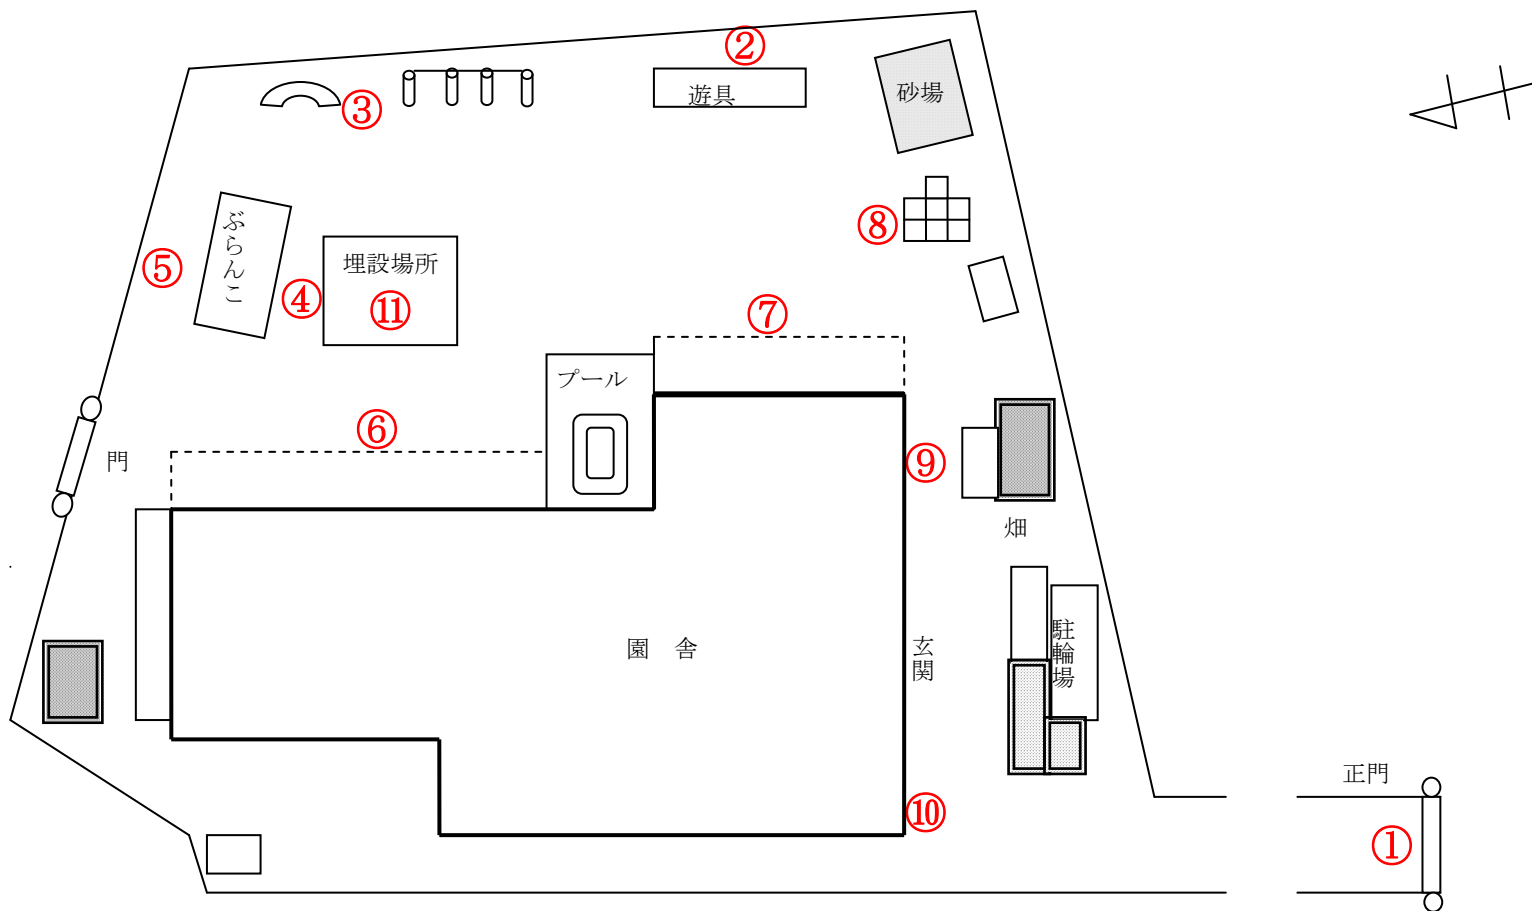 ②
遊具
砂場
③
⑧
ぶらんこ
⑤
④
埋設場所
⑪
⑦
プール
⑥
門
⑨
畑
園 舎
玄関
駐輪場
正門
⑩
①